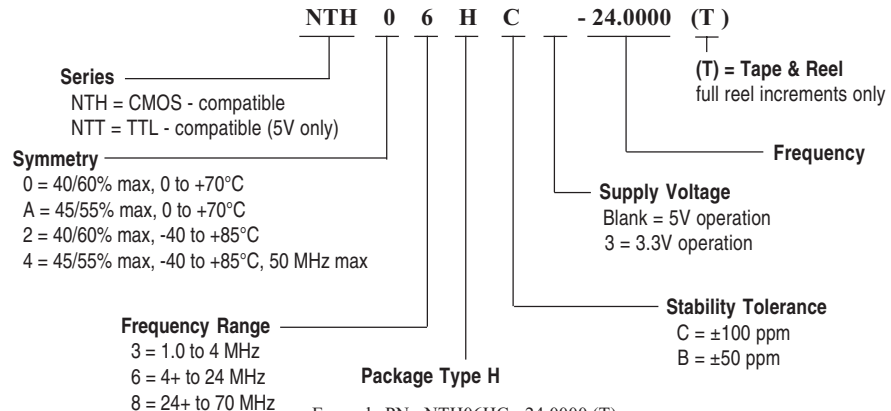 NTH 0 6 H C - 24.0000 (T )
(T) = Tape & Reel
full reel increments only
Series
NTH = CMOS - compatible
NTT = TTL - compatible (5V only)
Frequency
Symmetry
0 = 40/60% max, 0 to +70°C
A = 45/55% max, 0 to +70°C
2 = 40/60% max, -40 to +85°C
4 = 45/55% max, -40 to +85°C, 50 MHz max
Supply Voltage
Blank = 5V operation
3 = 3.3V operation
Stability Tolerance
C = ±100 ppm
B = ±50 ppm
Frequency Range
3 = 1.0 to 4 MHz
6 = 4+ to 24 MHz
8 = 24+ to 70 MHz
Package Type H